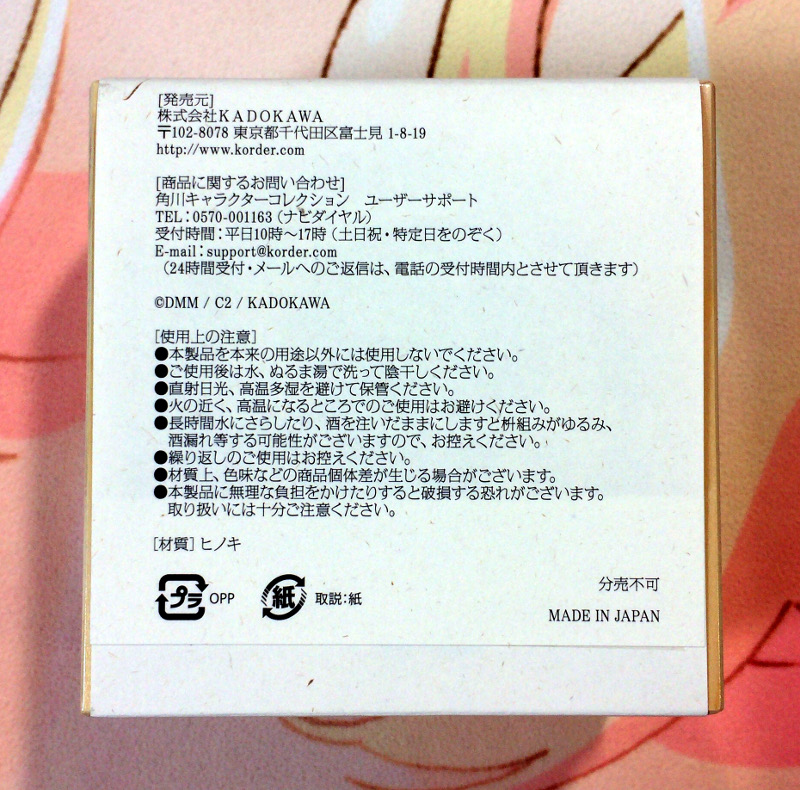 [発売元]
株式会社KADOKAWA
〒102-8078 東京都千代田区富士見 1-8-19
http://www.korder.com
[商品に関するお問い合わせ]
角川キャラクターコレクション ユーザーサポート
TEL:0570-001163(ナビダイヤル)
受付時間:平日10時〜17時(土日祝・特定日をのぞく)
E-mail:support@korder.com
(24時間受付・メールへのご返信は、電話の受付時間内とさせて頂きます)
©DMM / C2 / KADOKAWA
[使用上の注意]
●本製品を本来の用途以外には使用しないでください。
●ご使用後は水、ぬるま湯で洗って陰干しください。
●直射日光、高温多湿を避けて保管ください。
●火の近く、高温になるところでのご使用はお避けください。
●長時間水にさらしたり、酒を注いだままにしますと枡組みがゆるみ、
酒漏れ等する可能性がございますので、お控えください。
●繰り返しのご使用はお控えください。
●材質上、色味などの商品個体差が生じる場合がございます。
●本製品に無理な負担をかけたりすると破損する恐れがございます。
取り扱いには十分ご注意ください。
[材質] ヒノキ
プラ OPP 紙 取説:紙
分売不可
MADE IN JAPAN